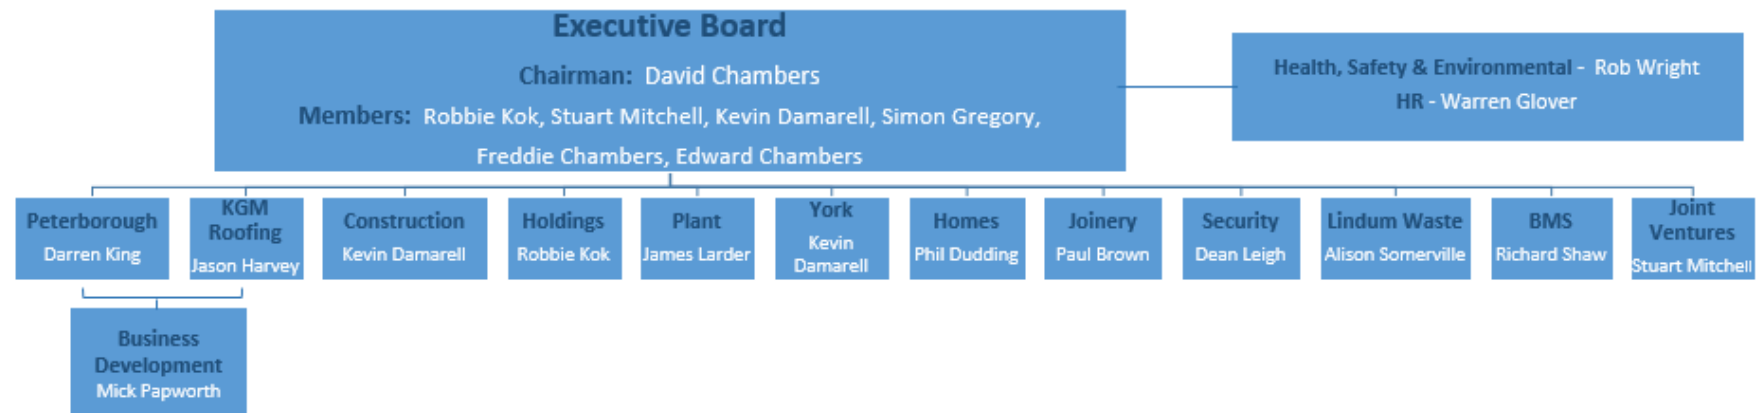 Executive Board
Chairman: David Chambers
Members: Robbie Kok, Stuart Mitchell, Kevin Damarell, Simon Gregory,
Freddie Chambers, Edward Chambers
Health, Safety & Environmental - Rob Wright
HR - Warren Glover
Peterborough
Darren King
KGM
Roofing
Jason Harvey
Construction
Kevin Damarell
Holdings
Robbie Kok
Plant
James Larder
York
Kevin
Damarell
Homes
Phil Dudding
Joinery
Paul Brown
Security
Dean Leigh
Lindum Waste
Alison Somerville
BMS
Richard Shaw
Joint
Ventures
Stuart Mitchell
Business
Development
Mick Papworth